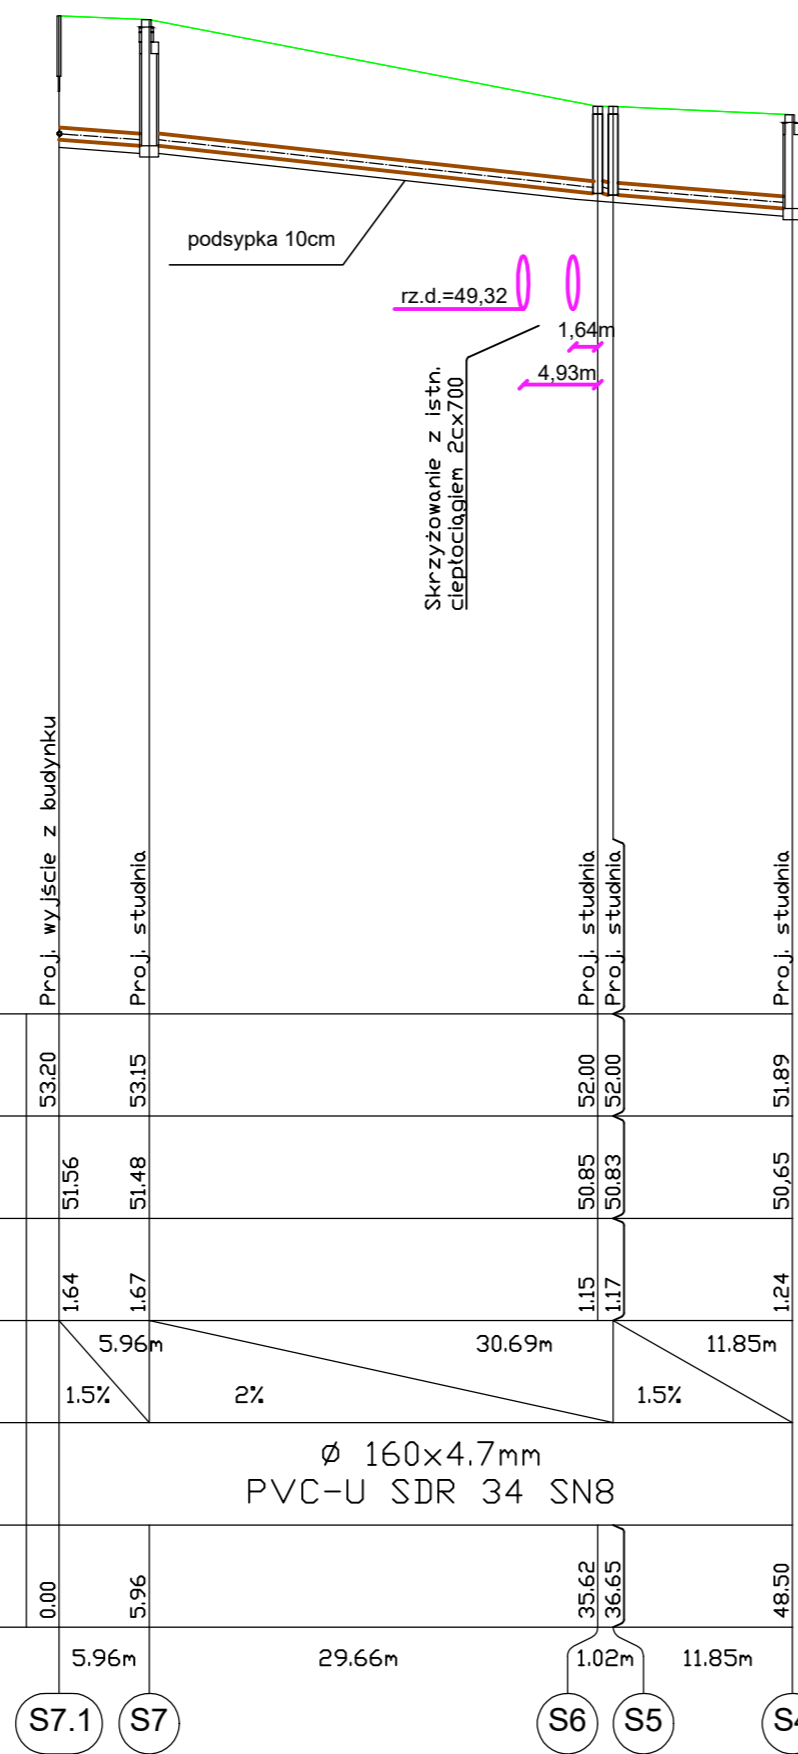 podsypka 10cm
rz.d.=49,32
1,64m
4,93m
Skrzyżowanie z istn.
ciepłociągiem 2cx700
Proj. wyjście z budynku
Proj. studnia
Proj. studnia
Proj. studnia
Proj. studnia
53.20
53.15
52.00
52.00
51.89
51.56
51.48
50.85
50.83
50,65
1.64
1.67
1.15
1.17
1.24
5.96m
30.69m
11.85m
1.5%
2%
1.5%
Ø 160x4.7mm
PVC-U SDR 34 SN8
0.00
5.96
35.62
36.65
48.50
5.96m
29.66m
1.02m
11.85m
S7.1
S7
S6
S5
S4